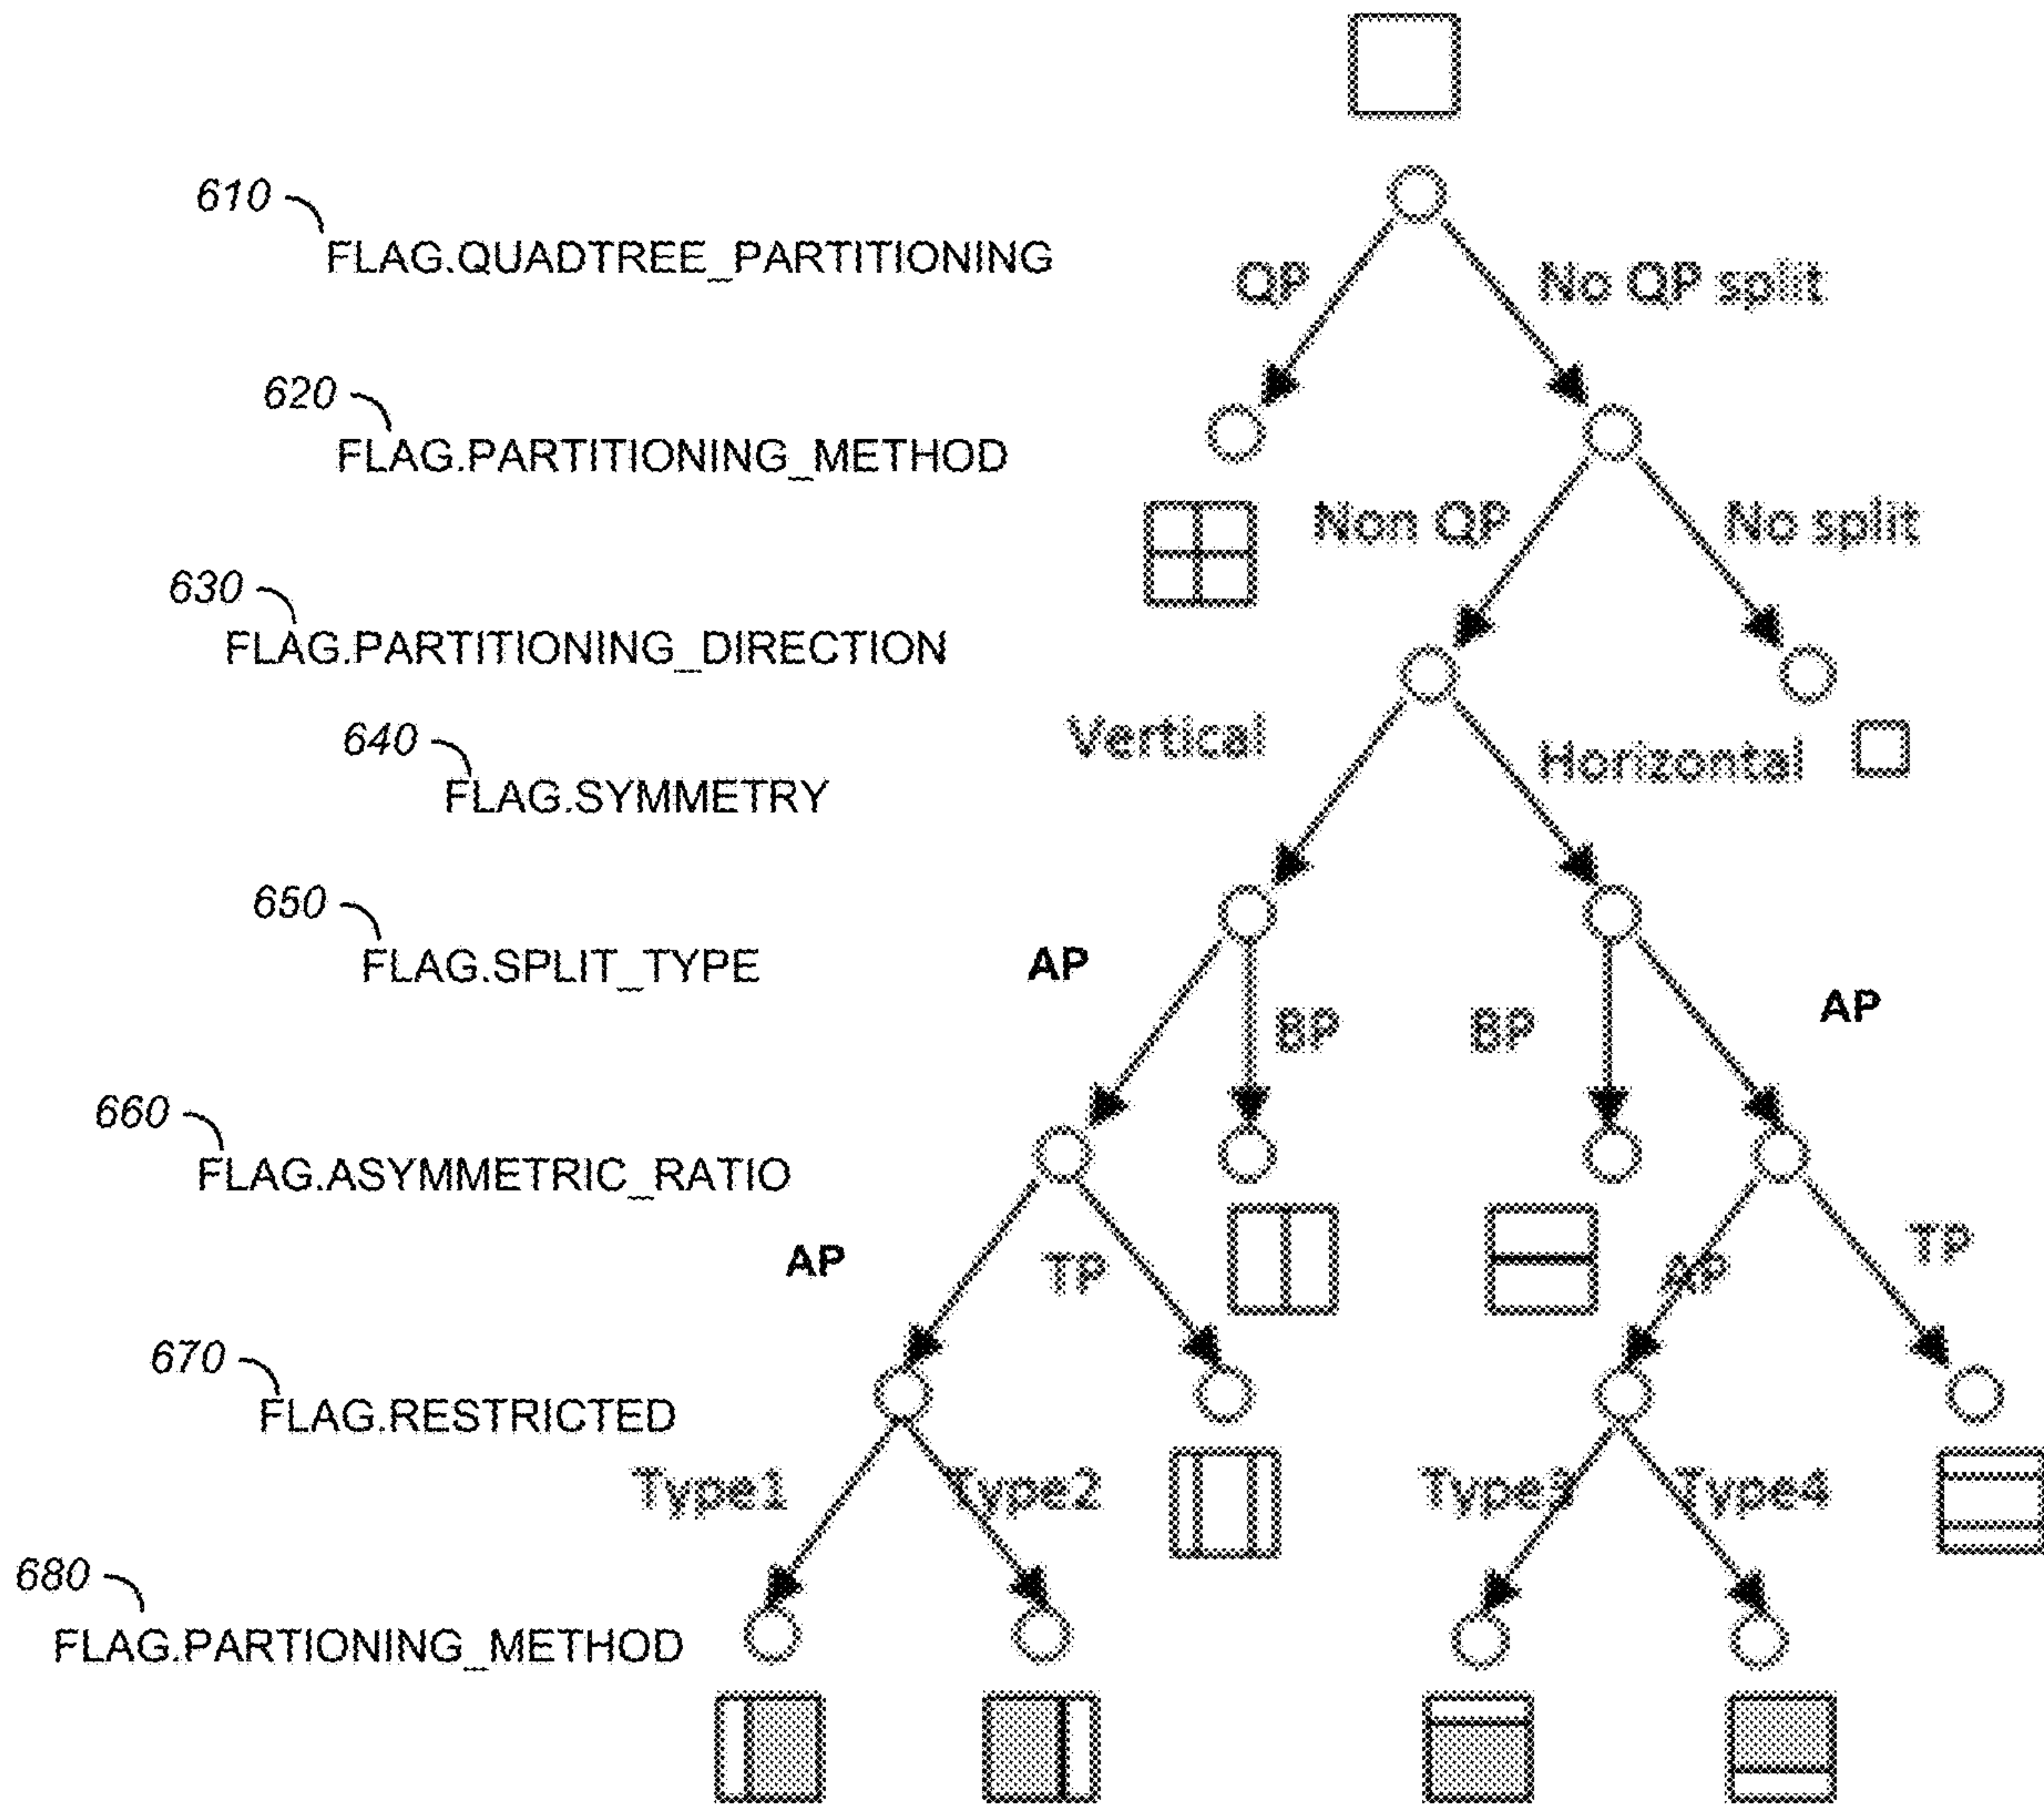 610
FLAG.QUADTREE_PARTITIONING
QP
No QP split
620
FLAG.PARTITIONING_METHOD
Non QP
No split
630
FLAG.PARTITIONING_DIRECTION
Vertical
Horizontal
640
FLAG.SYMMETRY
650
FLAG.SPLIT_TYPE
AP
BP
BP
AP
660
FLAG.ASYMMETRIC_RATIO
AP
TP
AP
TP
670
FLAG.RESTRICTED
Type1
Type2
Type3
Type4
680
FLAG.PARTIONING_METHOD